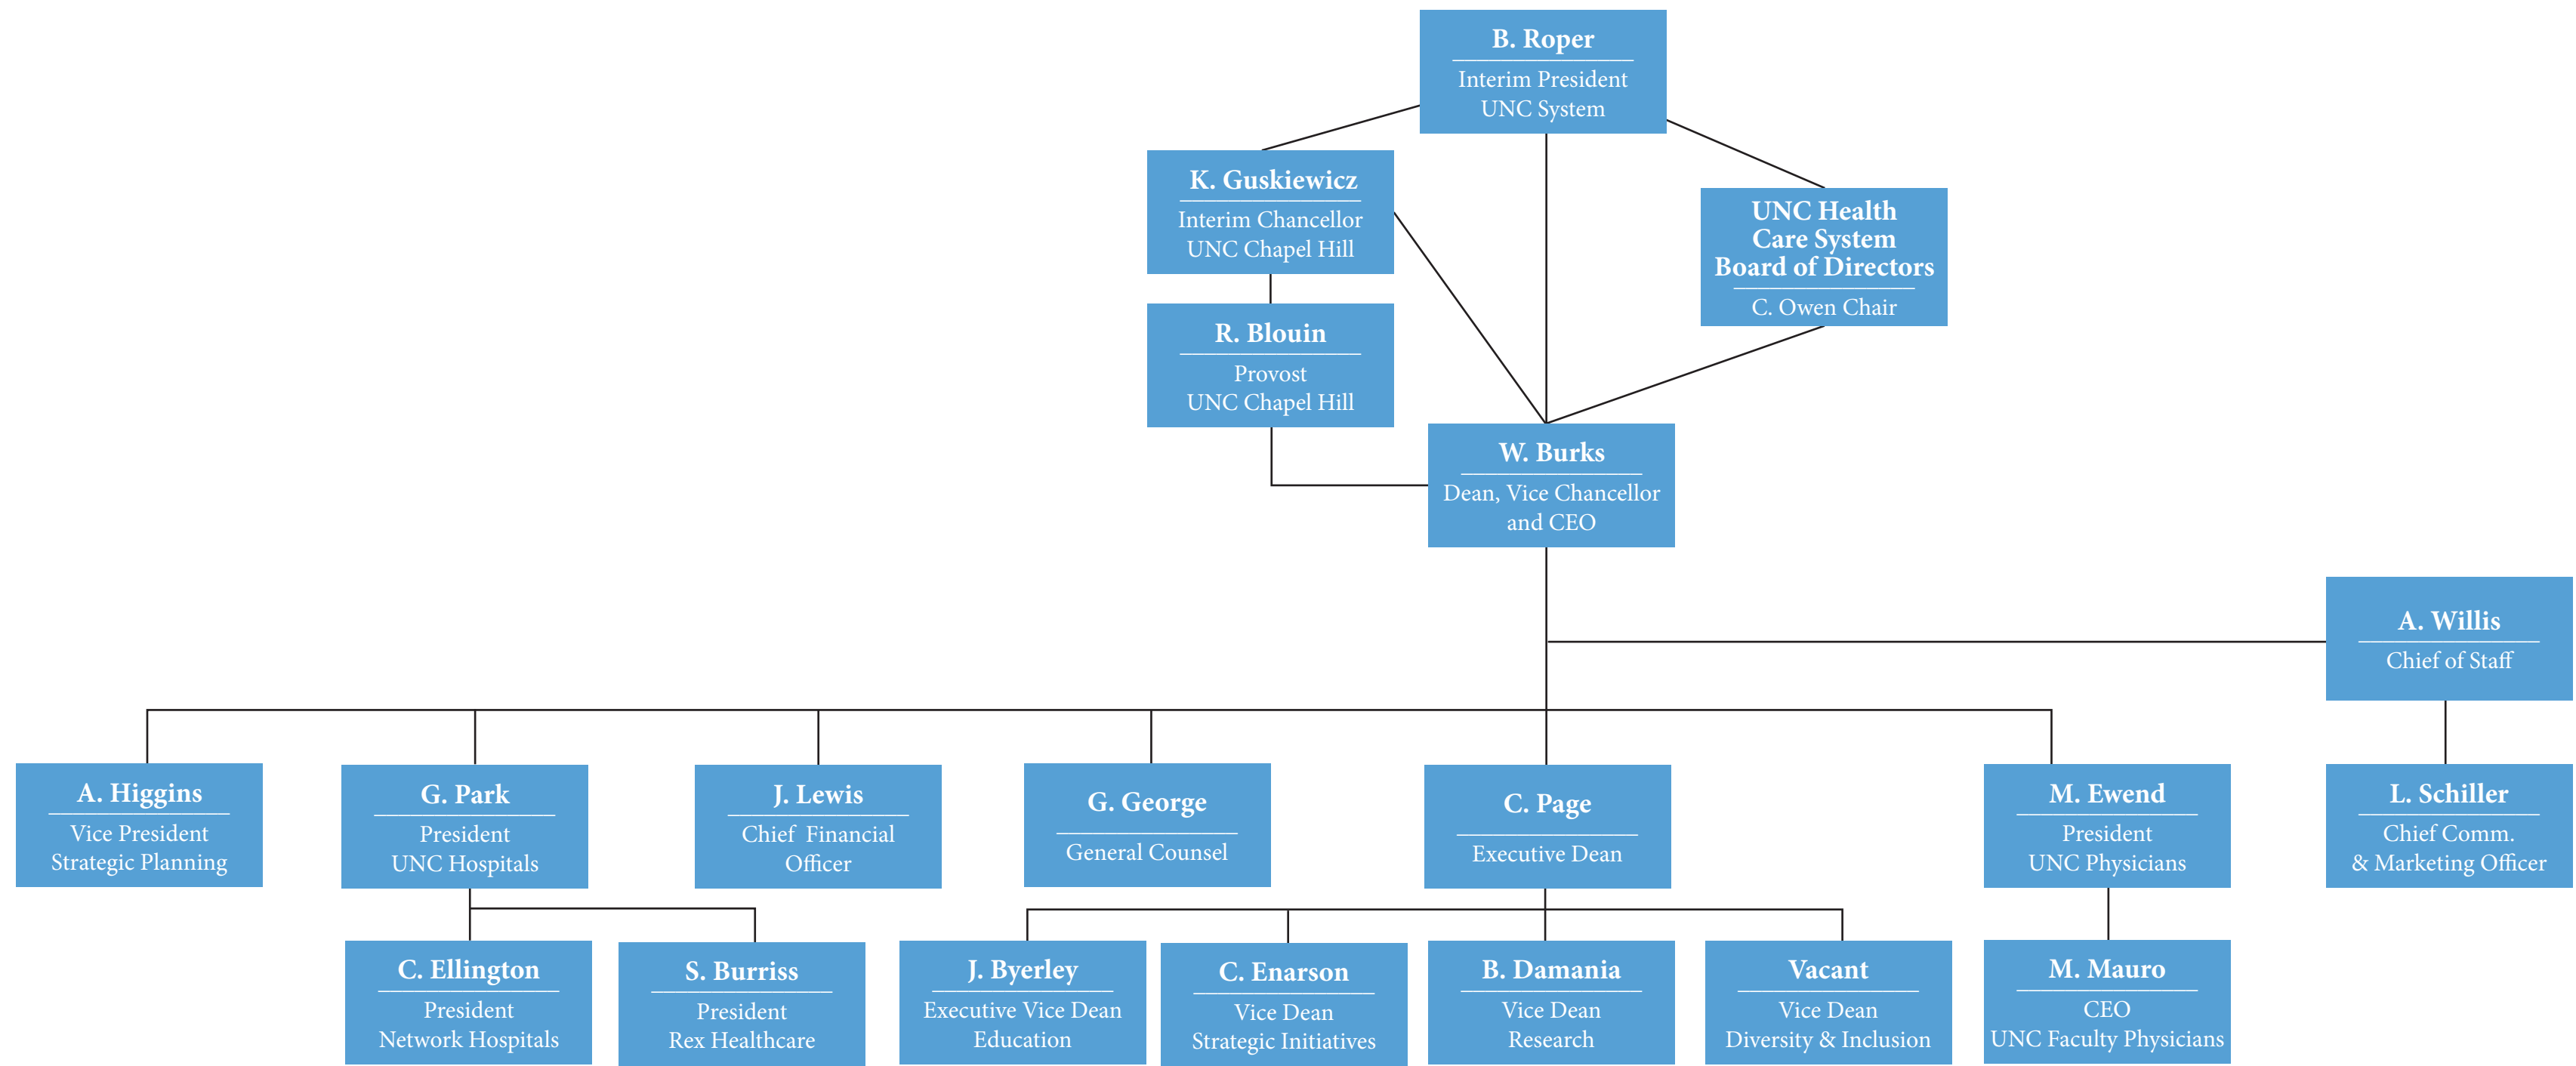 B. Roper
Interim President
UNC System
K. Guskiewicz
Interim Chancellor
UNC Chapel Hill
UNC Health
Care System
Board of Directors
C. Owen Chair
R. Blouin
Provost
UNC Chapel Hill
W. Burks
Dean, Vice Chancellor
and CEO
A. Willis
Chief of Staff
A. Higgins
Vice President
Strategic Planning
G. Park
President
UNC Hospitals
J. Lewis
Chief Financial
Officer
G. George
General Counsel
C. Page
Executive Dean
M. Ewend
President
UNC Physicians
L. Schiller
Chief Comm.
& Marketing Officer
C. Ellington
President
Network Hospitals
S. Burriss
President
Rex Healthcare
J. Byerley
Executive Vice Dean
Education
C. Enarson
Vice Dean
Strategic Initiatives
B. Damania
Vice Dean
Research
Vacant
Vice Dean
Diversity & Inclusion
M. Mauro
CEO
UNC Faculty Physicians